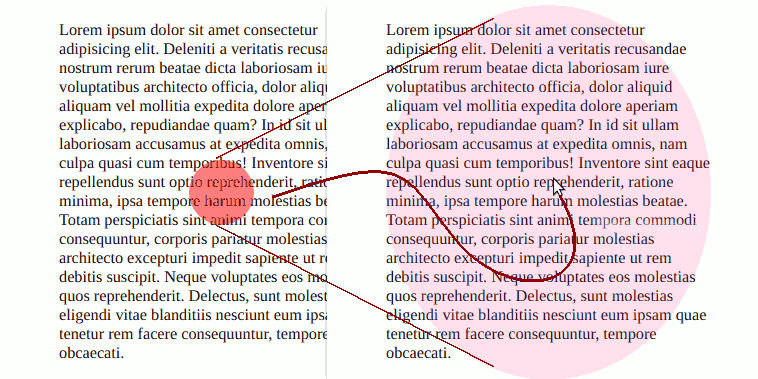 Lorem ipsum dolor sit amet consectetur
adipisicing elit. Deleniti a veritatis recusa
nostrum rerum beatae dicta laboriosam iu
voluptatibus architecto officia, dolor aliq
aliquam vel mollitia expedita dolore aper
explicabo, repudiandae quam? In id sit ul
laboriosam accusamus at expedita omnis,
culpa quasi cum temporibus! Inventore si
repellendus sunt optio reprehenderit, ratio
minima, ipsa tempore harum molestias be
Totam perspiciatis sint animi tempora cor
consequuntur, corporis pariatur molestias
architecto excepturi impedit sapiente ut re
debitis suscipit. Neque voluptates eos mo
quos reprehenderit. Delectus, sunt molest
eligendi vitae blanditiis nesciunt eum ipsa
tenetur rem facere consequuntur, tempore
obcaecati.
Lorem ipsum dolor sit amet consectetur
adipisicing elit. Deleniti a veritatis recusandae
nostrum rerum beatae dicta laboriosam iure
voluptatibus architecto officia, dolor aliquid
aliquam vel mollitia expedita dolore aperiam
explicabo, repudiandae quam? In id sit ullam
laboriosam accusamus at expedita omnis, nam
culpa quasi cum temporibus! Inventore sint eaque
repellendus sunt optio reprehenderit, ratione
minima, ipsa tempore harum molestias beatae.
Totam perspiciatis sint animi tempora commodi
consequuntur, corporis pariatur molestias
architecto excepturi impedit sapiente ut rem
debitis suscipit. Neque voluptates eos molestias
quos reprehenderit. Delectus, sunt molestias
eligendi vitae blanditiis nesciunt eum ipsam quae
tenetur rem facere consequuntur, tempore
obcaecati.